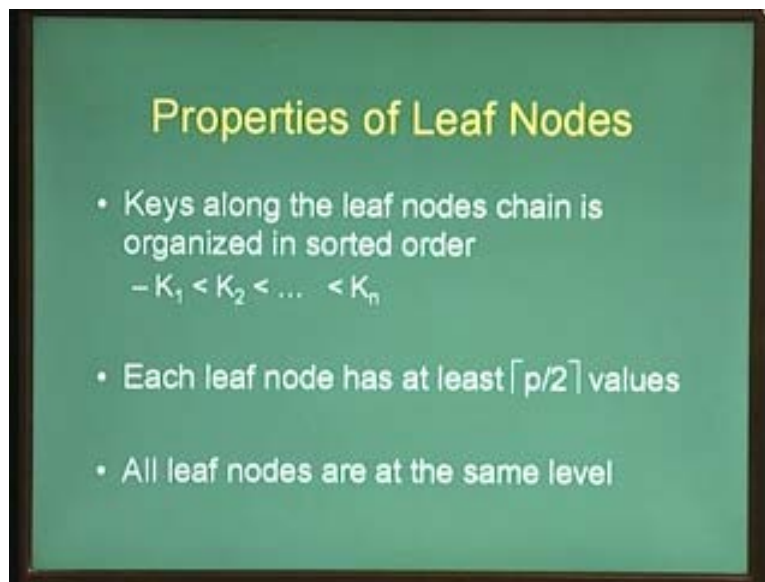 Properties of Leaf Nodes
• Keys along the leaf nodes chain is
organized in sorted order
– K₁ < K₂ < ... < Kₙ
• Each leaf node has at least ⌈p/2⌉ values
• All leaf nodes are at the same level